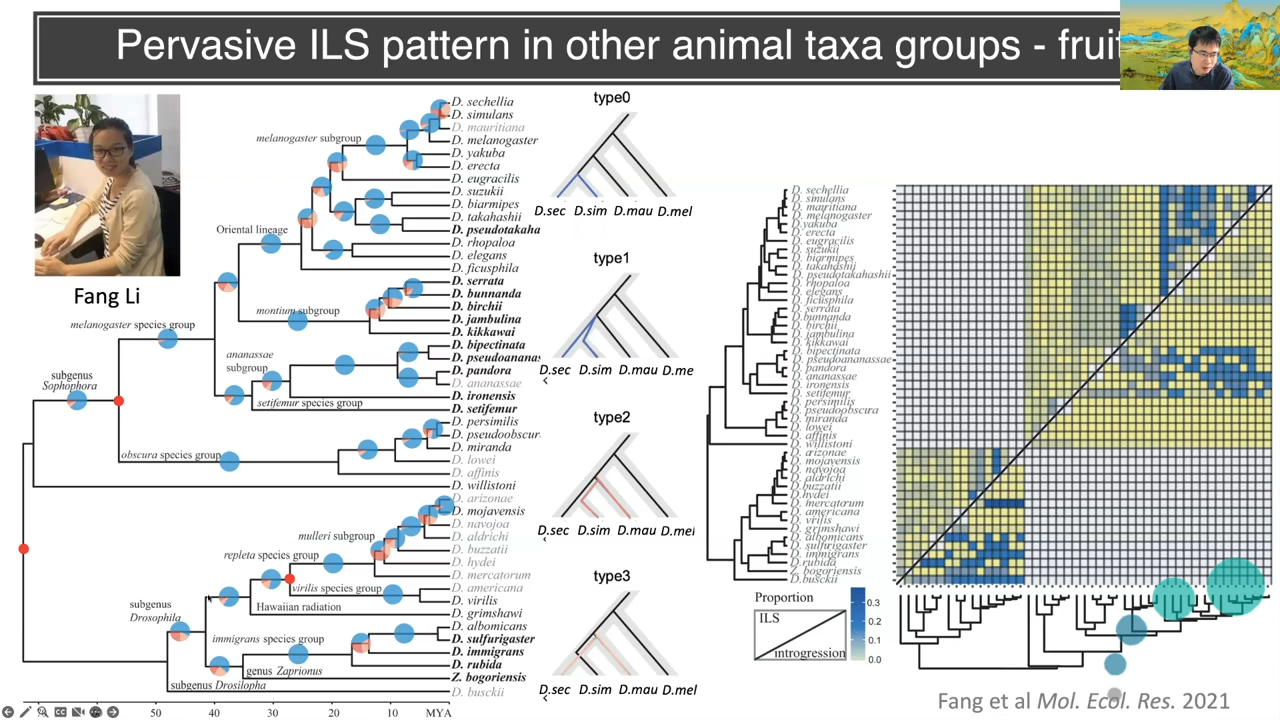 Pervasive ILS pattern in other animal taxa groups - fruit
Fang Li
melanogaster subgroup
Oriental lineage
montium subgroup
melanogaster species group
ananassae
subgroup
setifemur species group
subgenus
Sophophora
obscura species group
mulleri subgroup
repleta species group
virilis species group
Hawaiian radiation
subgenus
Drosophila
immigrans species group
genus Zaprionus
subgenus Drosilopha
D. sechellia
D. simulans
D. mauritiana
D. melanogaster
D. yakuba
D. erecta
D. eugracilis
D. suzukii
D. biarmipes
D. takahashii
D. pseudotakaha
D. rhopaloa
D. elegans
D. ficusphila
D. serrata
D. bunnanda
D. birchii
D. jambulina
D. kikkawai
D. bipectinata
D. pseudoananas
D. pandora
D. ananassae
D. ironensis
D. setifemur
D. persimilis
D. pseudoobscur
D. miranda
D. lowei
D. affinis
D. willistoni
D. arizonae
D. mojavensis
D. navojoa
D. aldrichi
D. buzzatii
D. hydei
D. mercatorum
D. americana
D. virilis
D. grimshawi
D. albomicans
D. sulfurigaster
D. immigrans
D. rubida
Z. bogoriensis
D. busckii
50 40 30 20 10 MYA
type0
D.sec D.sim D.mau D.mel
type1
D.sec D.sim D.mau D.me
type2
D.sec D.sim D.mau D.mel
type3
D.sec D.sim D.mau D.mel
D. sechellia
D. simulans
D. mauritiana
D. melanogaster
D.yakuba
D. erecta
D. eugracilis
D. suzukii
D. biarmipes
D. takahashii
D. pseudotakahashii
D. rhopaloa
D. elegans
D. ficusphila
D. serrata
D.bunnanda
D. birchii
D. jambulina
D. kikkawai
D. bipectinata
D. pseudoananassae
D. pandora
D. ananassae
D. ironensis
D. setifemur
D. persimilis
D. pseudoobscura
D. miranda
D. lowei
D. affinis
D. willistoni
D. arizonae
D. mojavensis
D. navojoa
D. aldrichi
D.buzzatii
D.hydei
D. mercatorum
D. americana
D. virilis
D. grimshawi
D. albomicans
D. sulfurigaster
D. immigrans
D.rubida
Z. bogoriensis
D.busckii
Proportion
ILS
introgression
0.3
0.2
0.1
0.0
Fang et al Mol. Ecol. Res. 2021